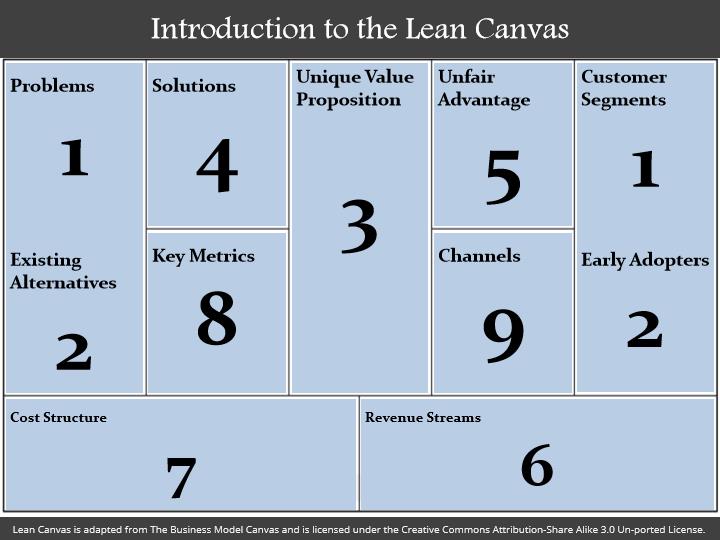 Introduction to the Lean Canvas
Problems
1
Existing
Alternatives
2
Solutions
4
Key Metrics
8
Unique Value
Proposition
3
Unfair
Advantage
5
Channels
9
Customer
Segments
1
Early Adopters
2
Cost Structure
7
Revenue Streams
6
Lean Canvas is adapted from The Business Model Canvas and is licensed under the Creative Commons Attribution-Share Alike 3.0 Un-ported License.